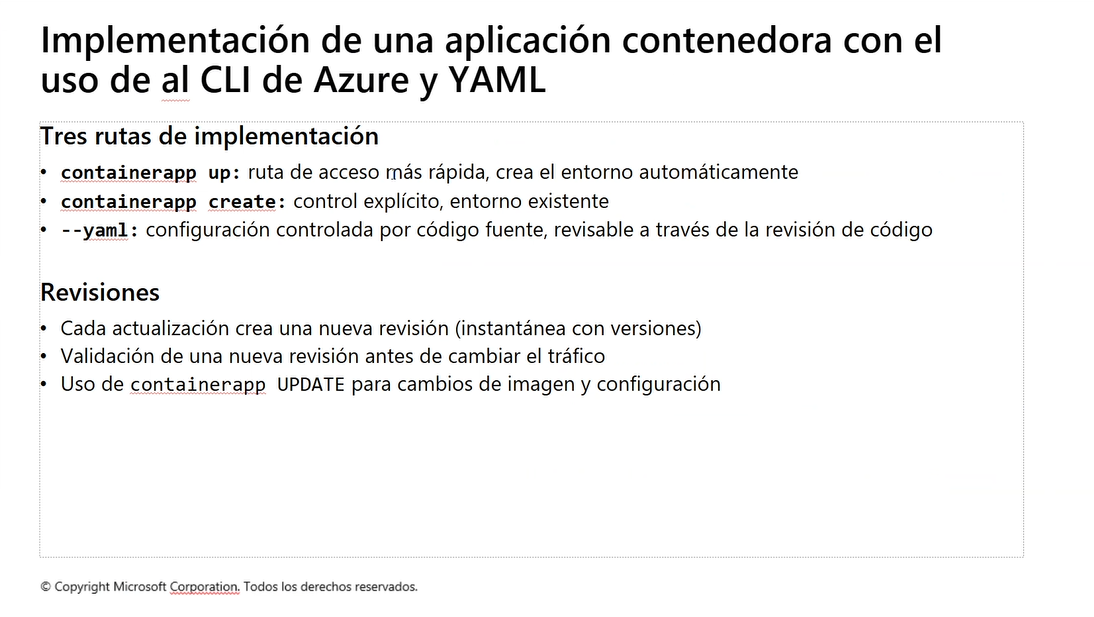 Implementación de una aplicación contenedora con el
uso de al CLI de Azure y YAML
Tres rutas de implementación
• containerapp up: ruta de acceso más rápida, crea el entorno automáticamente
• containerapp create: control explícito, entorno existente
• --yaml: configuración controlada por código fuente, revisable a través de la revisión de código
Revisiones
• Cada actualización crea una nueva revisión (instantánea con versiones)
• Validación de una nueva revisión antes de cambiar el tráfico
• Uso de containerapp UPDATE para cambios de imagen y configuración
© Copyright Microsoft Corporation. Todos los derechos reservados.